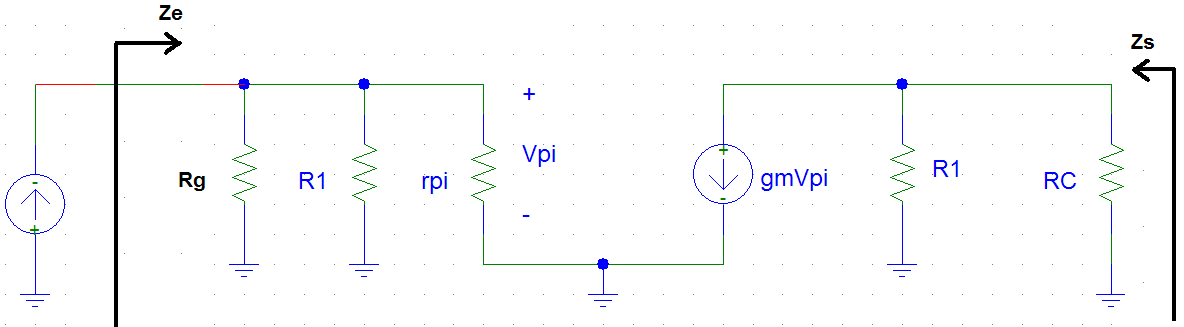 Ze
Zs
+
Vpi
-
Rg
R1
rpi
gmVpi
R1
RC
-
+
+
-